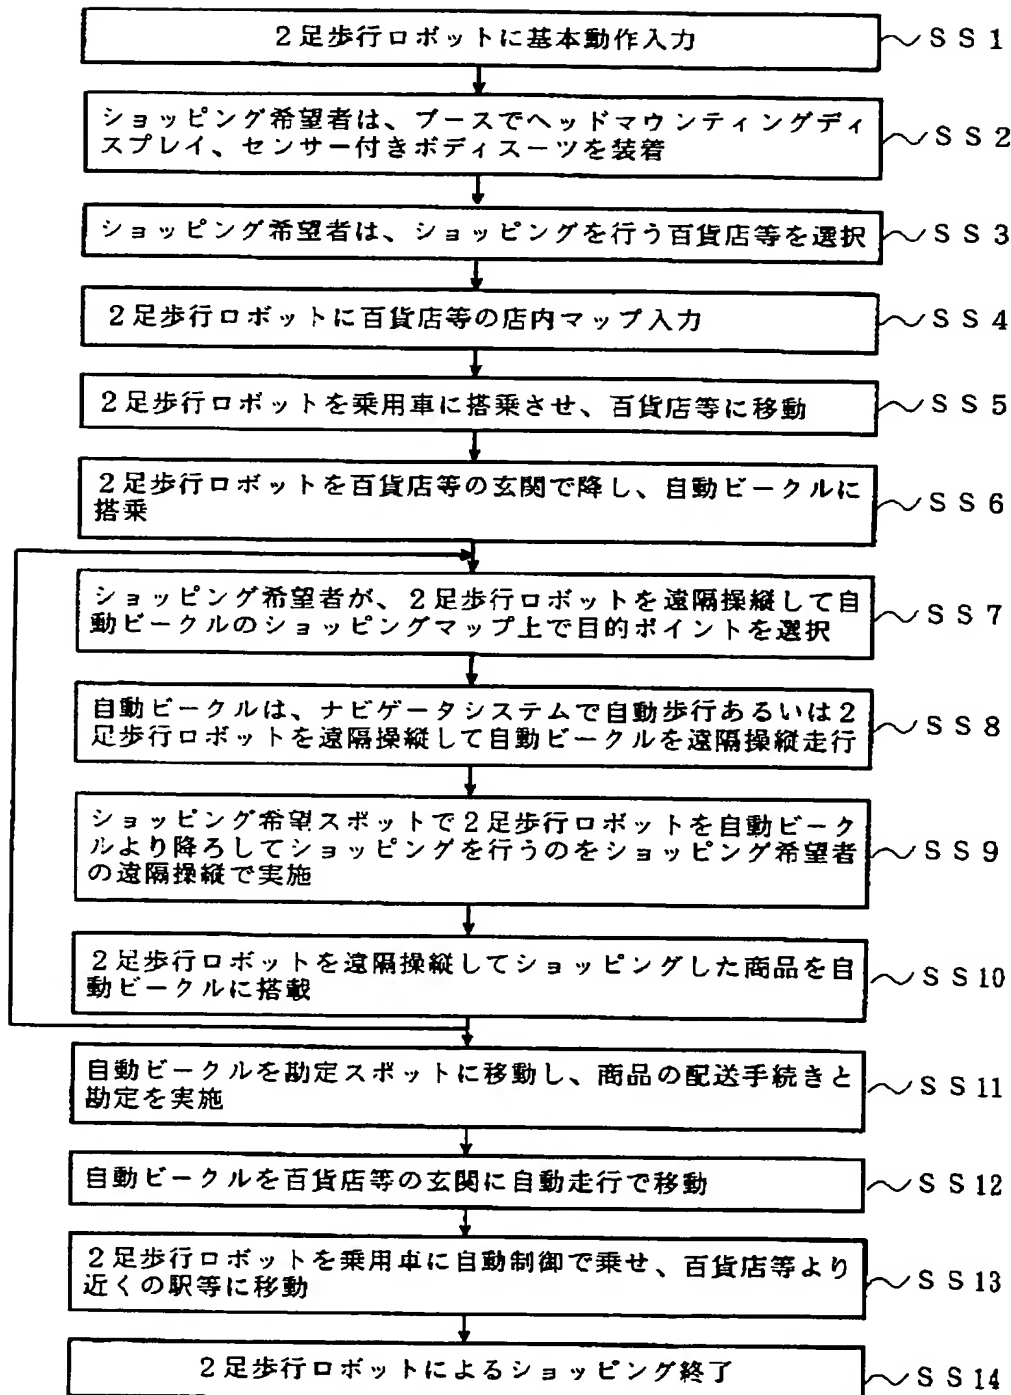 2足歩行ロボットに基本動作入力
SS1
ショッピング希望者は、ブースでヘッドマウンティングディ
スプレイ、センサー付きボディスーツを装着
SS2
ショッピング希望者は、ショッピングを行う百貨店等を選択
SS3
2足歩行ロボットに百貨店等の店内マップ入力
SS4
2足歩行ロボットを乗用車に搭乗させ、百貨店等に移動
SS5
2足歩行ロボットを百貨店等の玄関で降し、自動ビークルに
搭乗
SS6
ショッピング希望者が、2足歩行ロボットを遠隔操縦して自
動ビークルのショッピングマップ上で目的ポイントを選択
SS7
自動ビークルは、ナビゲータシステムで自動歩行あるいは2
足歩行ロボットを遠隔操縦して自動ビークルを遠隔操縦走行
SS8
ショッピング希望スポットで2足歩行ロボットを自動ビーク
ルより降ろしてショッピングを行うのをショッピング希望者
の遠隔操縦で実施
SS9
2足歩行ロボットを遠隔操縦してショッピングした商品を自
動ビークルに搭載
SS10
自動ビークルを勘定スポットに移動し、商品の配送手続きと
勘定を実施
SS11
自動ビークルを百貨店等の玄関に自動走行で移動
SS12
2足歩行ロボットを乗用車に自動制御で乗せ、百貨店等より
近くの駅等に移動
SS13
2足歩行ロボットによるショッピング終了
SS14